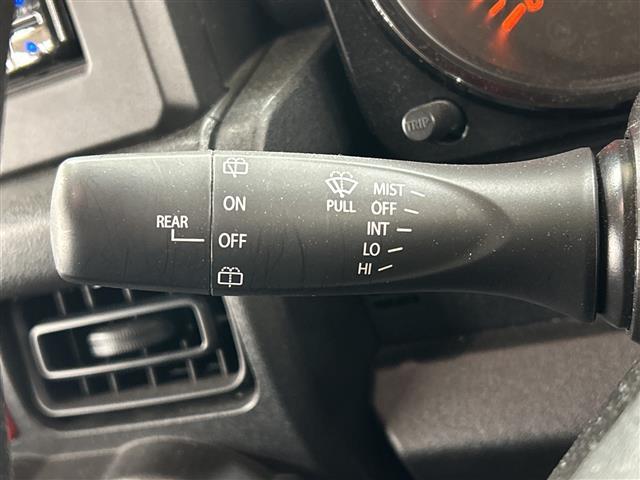 TRIP
REAR
ON
OFF
PULL
MIST
OFF
INT
LO
HI